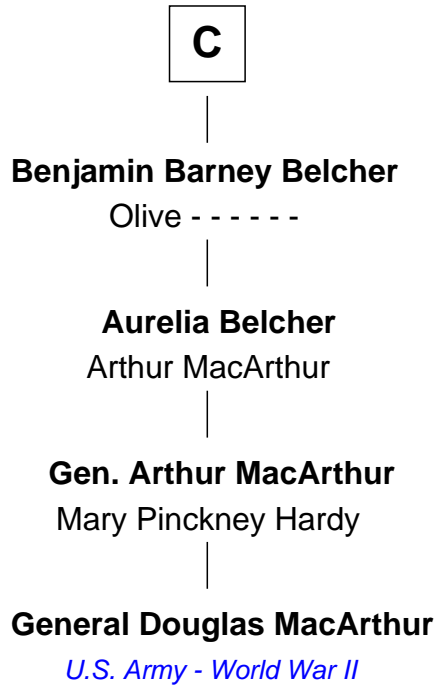 C
Benjamin Barney Belcher
Olive - - - - - -
Aurelia Belcher
Arthur MacArthur
Gen. Arthur MacArthur
Mary Pinckney Hardy
General Douglas MacArthur
U.S. Army - World War II